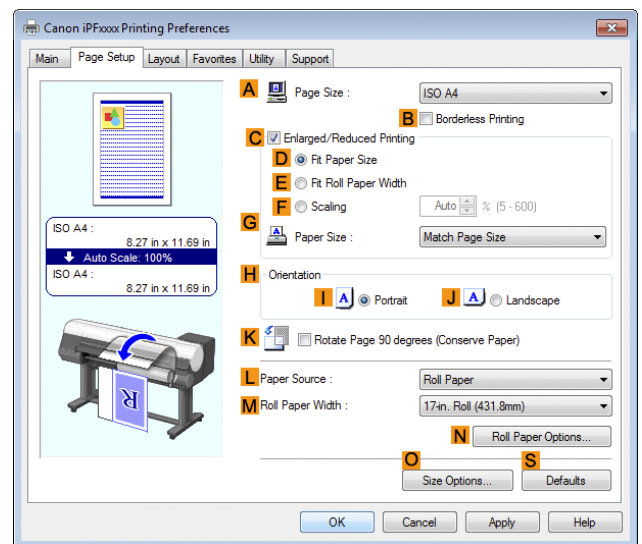 Canon iPFxxxx Printing Preferences
Main Page Setup Layout Favorites Utility Support
A Page Size : ISO A4
B Borderless Printing
C Enlarged/Reduced Printing
D Fit Paper Size
E Fit Roll Paper Width
F Scaling Auto % (5 - 600)
G A Paper Size : Match Page Size
ISO A4 :
8.27 in x 11.69 in
Auto Scale: 100%
ISO A4 :
8.27 in x 11.69 in
H Orientation
I A Portrait J A Landscape
K Rotate Page 90 degrees (Conserve Paper)
R
L Paper Source : Roll Paper
M Roll Paper Width : 17-in. Roll (431.8mm)
N Roll Paper Options...
O S
Size Options... Defaults
OK Cancel Apply Help